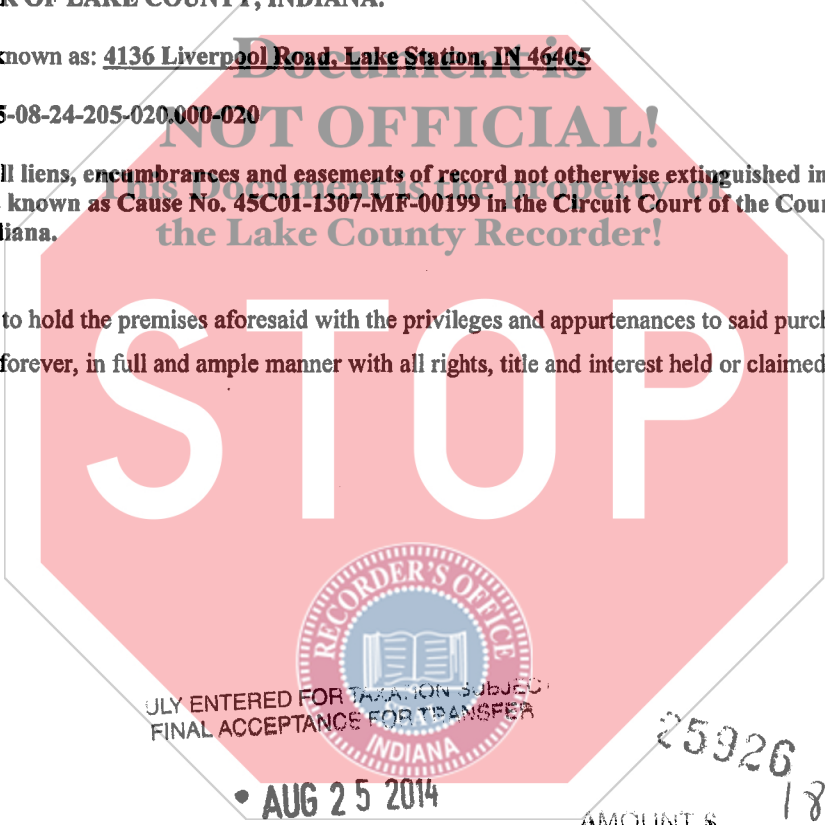 R OF LAKE COUNTY, INDIANA.
known as: 4136 Liverpool Road, Lake Station, IN 46405
Document is
5-08-24-205-020.000-020
NOT OFFICIAL!
ll liens, encumbrances and easements of record not otherwise extinguished in
This Document is the property of
known as Cause No. 45C01-1307-MF-00199 in the Circuit Court of the Coun
diana.
the Lake County Recorder!
to hold the premises aforesaid with the privileges and appurtenances to said purch
forever, in full and ample manner with all rights, title and interest held or claimed
STOP
RECORDER'S OFFICE
SEAL
INDIANA
ULY ENTERED FOR TAXATION SUBJECT
FINAL ACCEPTANCE FOR TRANSFER
25926
18
• AUG 25 2014
AMOUNT $